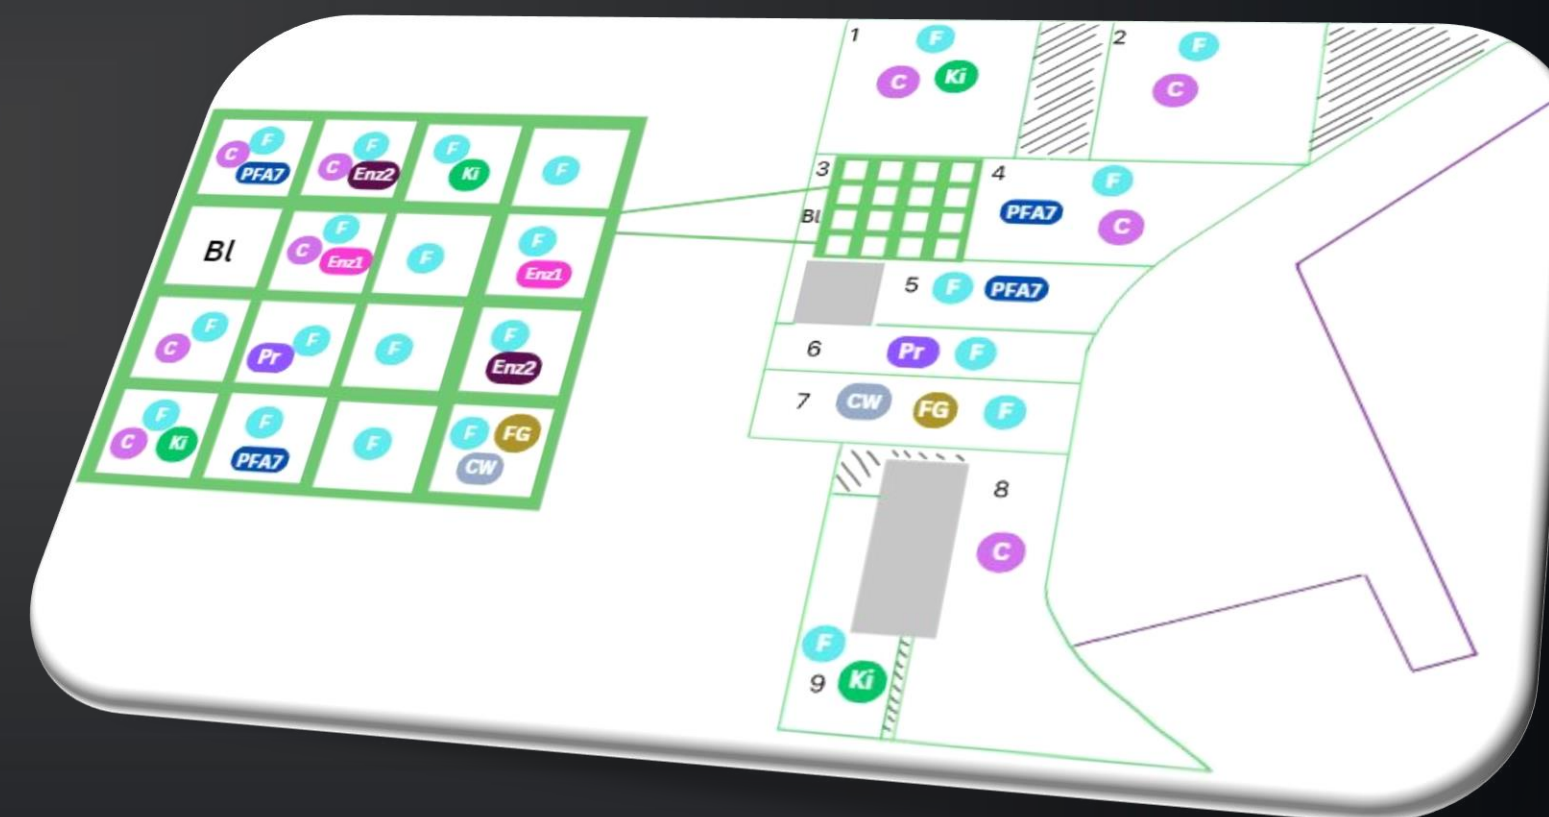 C F PFA7
C F Enz2
F Ki
F
Bl
C F Enz1
F
F Enz1
C F
Pr F
F
F Enz2
C F Ki
F PFA7
F
F FG CW
1 F C Ki
2 F C
3
Bl
4 F PFA7 C
5 F PFA7
6 Pr F
7 CW FG F
8 C
F
9 Ki